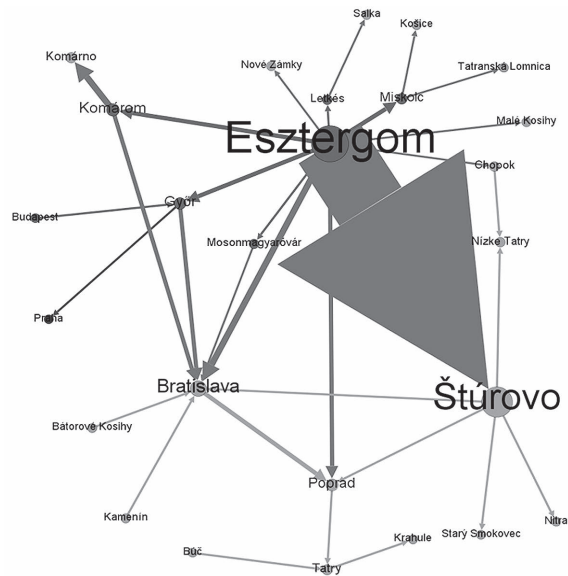 Salka
Košice
Komárno
Nové Zámky
Tatranská Lomnica
Letkés
Miskolc
Komárom
Malé Kosihy
Esztergom
Chopok
Győr
Budapest
Mosonmagyaróvár
Nízke Tatry
Praha
Bratislava
Štúrovo
Bátorové Kosihy
Poprad
Kamenín
Nitra
Starý Smokovec
Krahule
Búč
Tatry